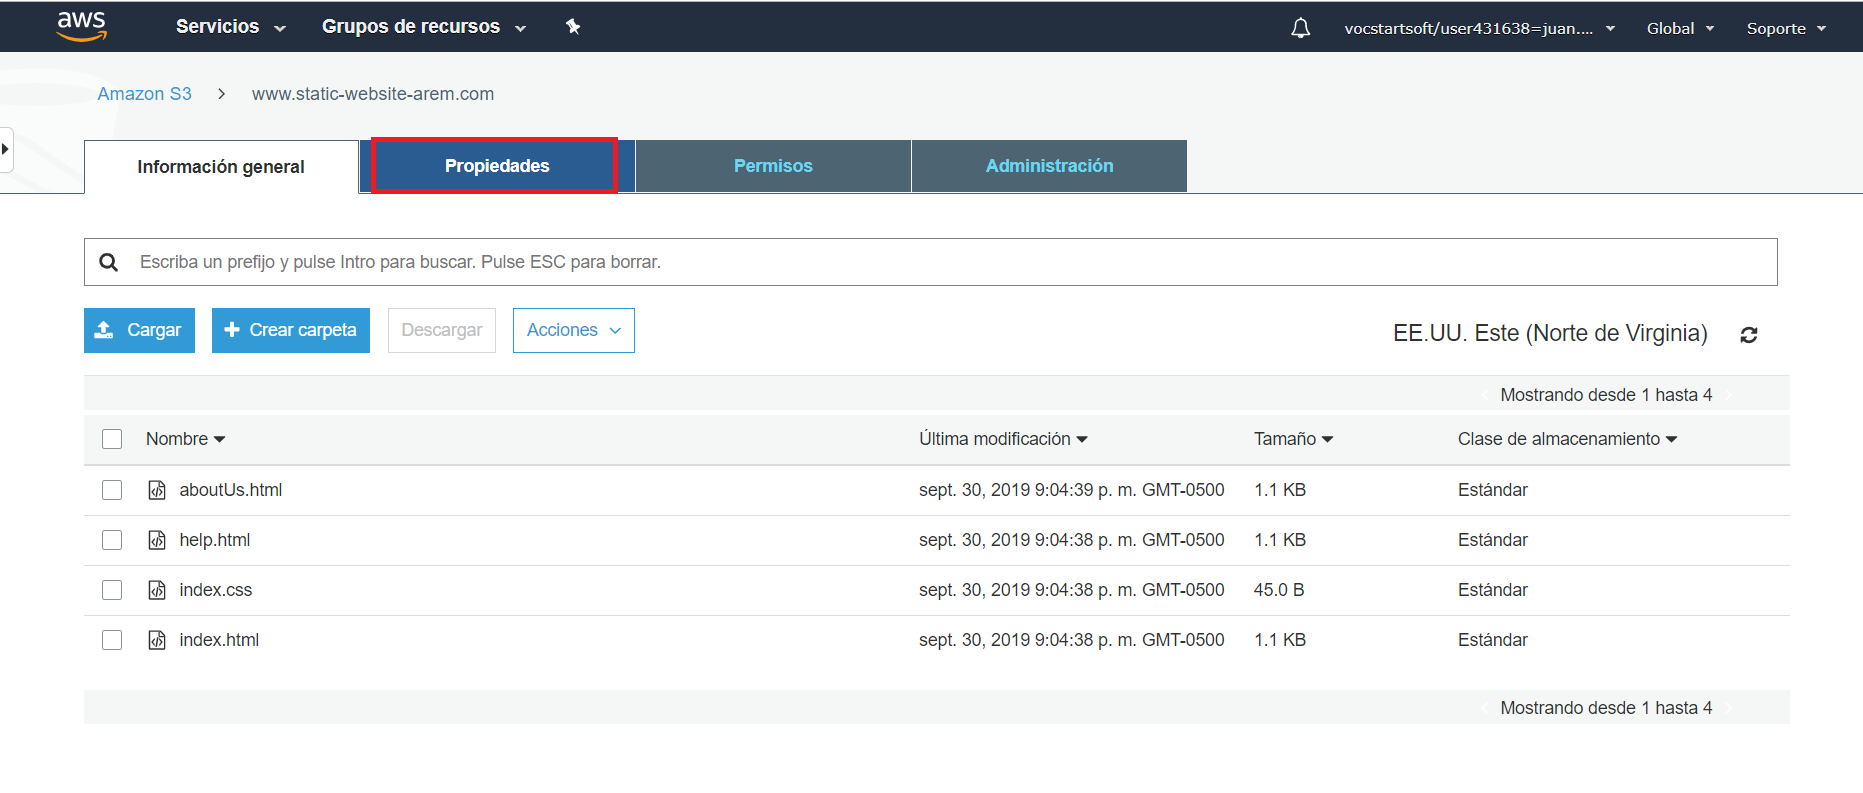 aws Servicios Grupos de recursos vocstartsoft/user431638=juan.... Global Soporte
Amazon S3 > www.static-website-arem.com
Información general Propiedades Permisos Administración
Escriba un prefijo y pulse Intro para buscar. Pulse ESC para borrar.
Cargar + Crear carpeta Descargar Acciones EE.UU. Este (Norte de Virginia)
Mostrando desde 1 hasta 4
Nombre Última modificación Tamaño Clase de almacenamiento
aboutUs.html sept. 30, 2019 9:04:39 p. m. GMT-0500 1.1 KB Estándar
help.html sept. 30, 2019 9:04:38 p. m. GMT-0500 1.1 KB Estándar
index.css sept. 30, 2019 9:04:38 p. m. GMT-0500 45.0 B Estándar
index.html sept. 30, 2019 9:04:38 p. m. GMT-0500 1.1 KB Estándar
Mostrando desde 1 hasta 4